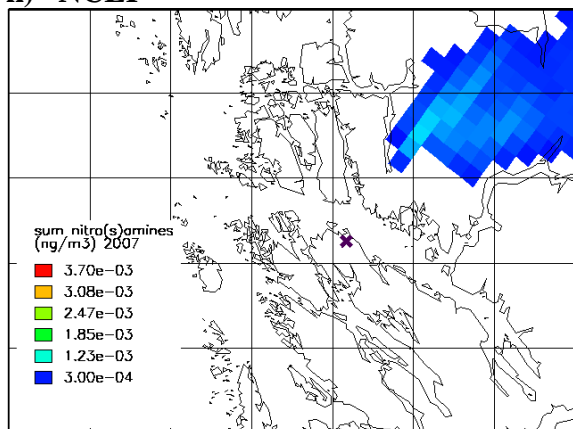 sum nitro(s)amines
(ng/m3) 2007
3.70e-03
3.08e-03
2.47e-03
1.85e-03
1.23e-03
3.00e-04